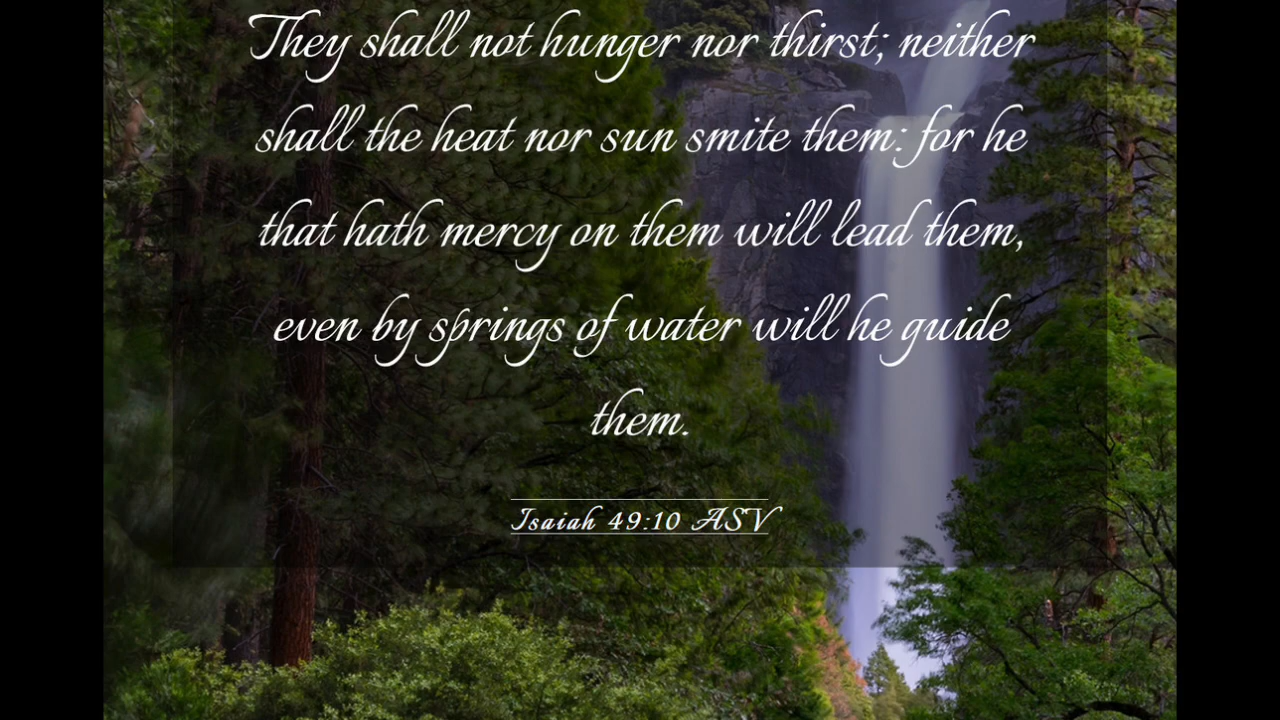 They shall not hunger nor thirst; neither
shall the heat nor sun smite them: for he
that hath mercy on them will lead them,
even by springs of water will he guide
them.
Isaiah 49:10 ASV